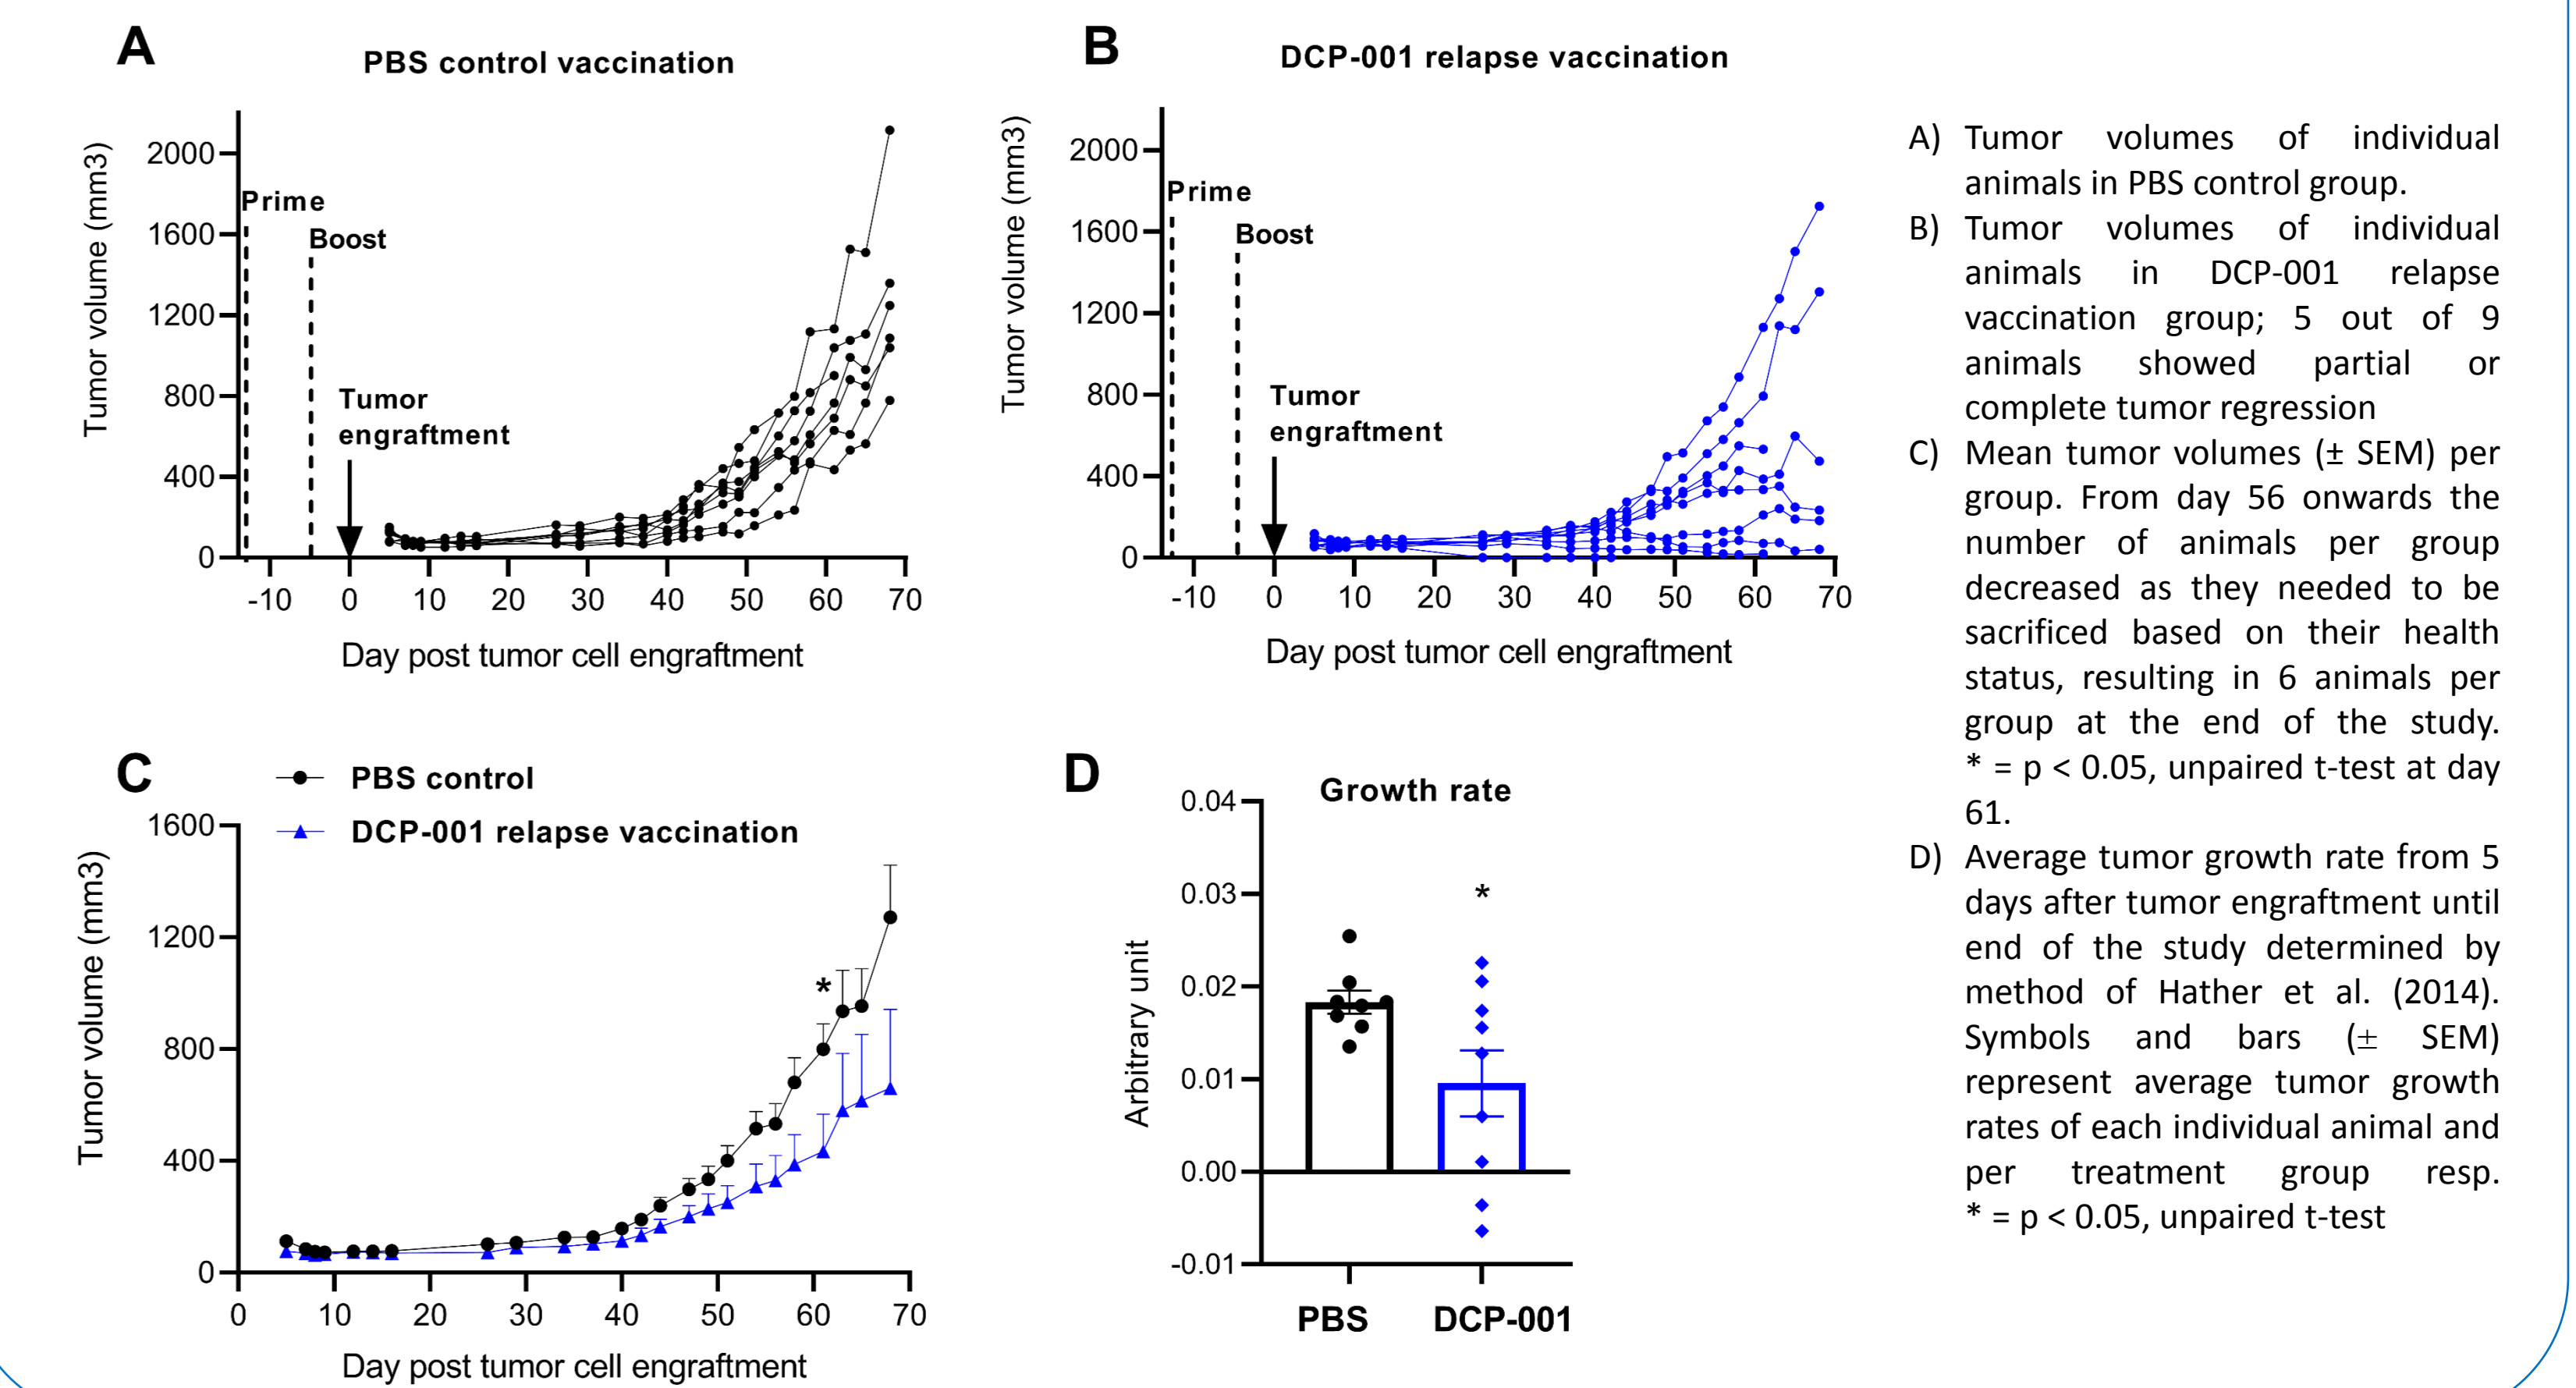 A
PBS control vaccination
Tumor volume (mm3)
2000
1600
1200
800
400
0
Prime
Boost
Tumor
engraftment
-10 0 10 20 30 40 50 60 70
Day post tumor cell engraftment
B
DCP-001 relapse vaccination
Tumor volume (mm3)
2000
1600
1200
800
400
0
Prime
Boost
Tumor
engraftment
-10 0 10 20 30 40 50 60 70
Day post tumor cell engraftment
C
PBS control
DCP-001 relapse vaccination
Tumor volume (mm3)
1600
1200
800
400
0
*
0 10 20 30 40 50 60 70
Day post tumor cell engraftment
D
Growth rate
Arbitrary unit
0.04
0.03
0.02
0.01
0.00
-0.01
*
PBS DCP-001
A) Tumor volumes of individual
animals in PBS control group.
B) Tumor volumes of individual
animals in DCP-001 relapse
vaccination group; 5 out of 9
animals showed partial or
complete tumor regression
C) Mean tumor volumes (± SEM) per
group. From day 56 onwards the
number of animals per group
decreased as they needed to be
sacrificed based on their health
status, resulting in 6 animals per
group at the end of the study.
* = p < 0.05, unpaired t-test at day
61.
D) Average tumor growth rate from 5
days after tumor engraftment until
end of the study determined by
method of Hather et al. (2014).
Symbols and bars (± SEM)
represent average tumor growth
rates of each individual animal and
per treatment group resp.
* = p < 0.05, unpaired t-test